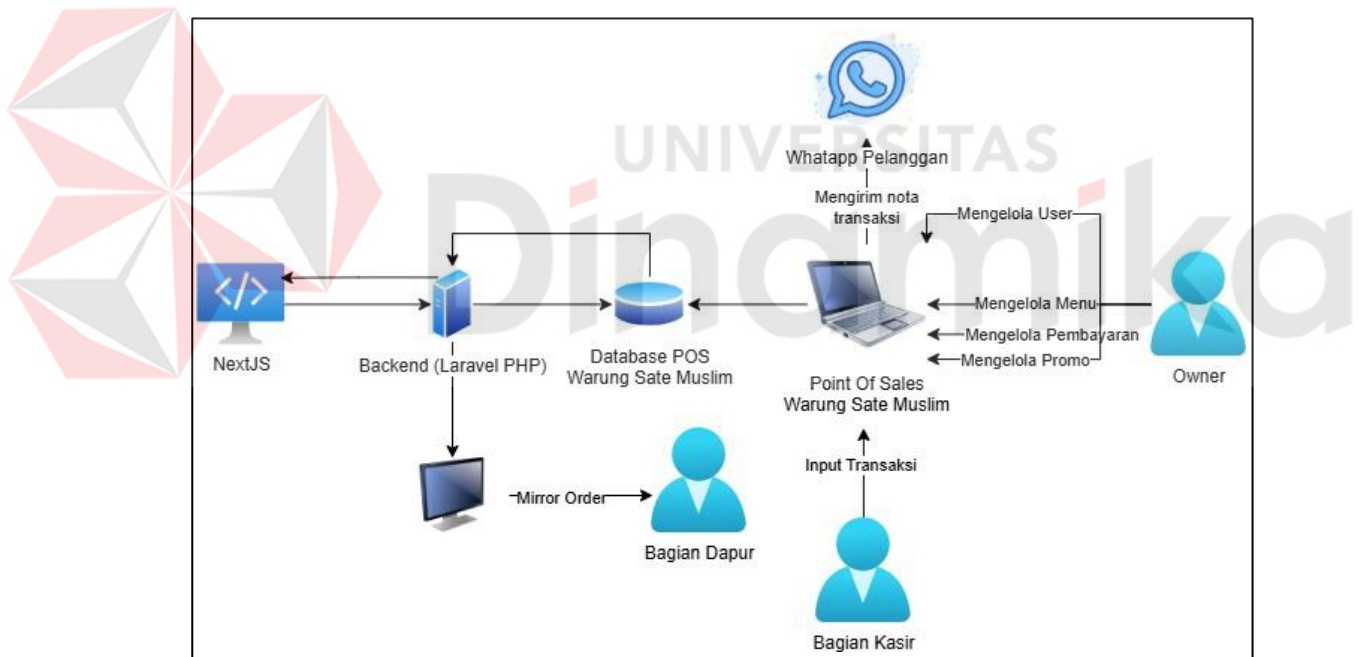 UNIVERSITAS
Dinamika
Whatapp Pelanggan
Mengirim nota
transaksi
Mengelola User
Mengelola Menu
Mengelola Pembayaran
Mengelola Promo
Owner
NextJS
Backend (Laravel PHP)
Database POS
Warung Sate Muslim
Point Of Sales
Warung Sate Muslim
Input Transaksi
Mirror Order
Bagian Dapur
Bagian Kasir